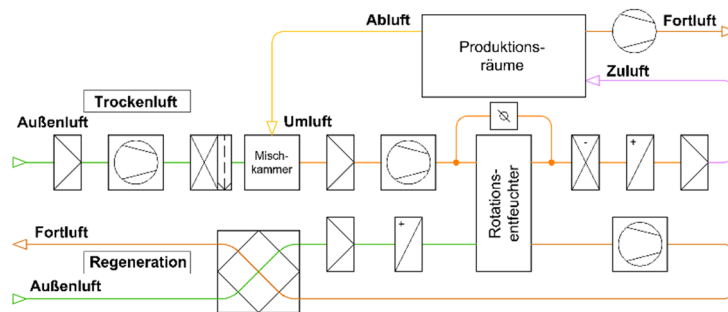 Abluft
Fortluft
Produktions-
räume
Zuluft
Trockenluft
Außenluft
Umluft
Misch-
kammer
Rotations-
entfeuchter
-
+
Fortluft
+
Regeneration
Außenluft